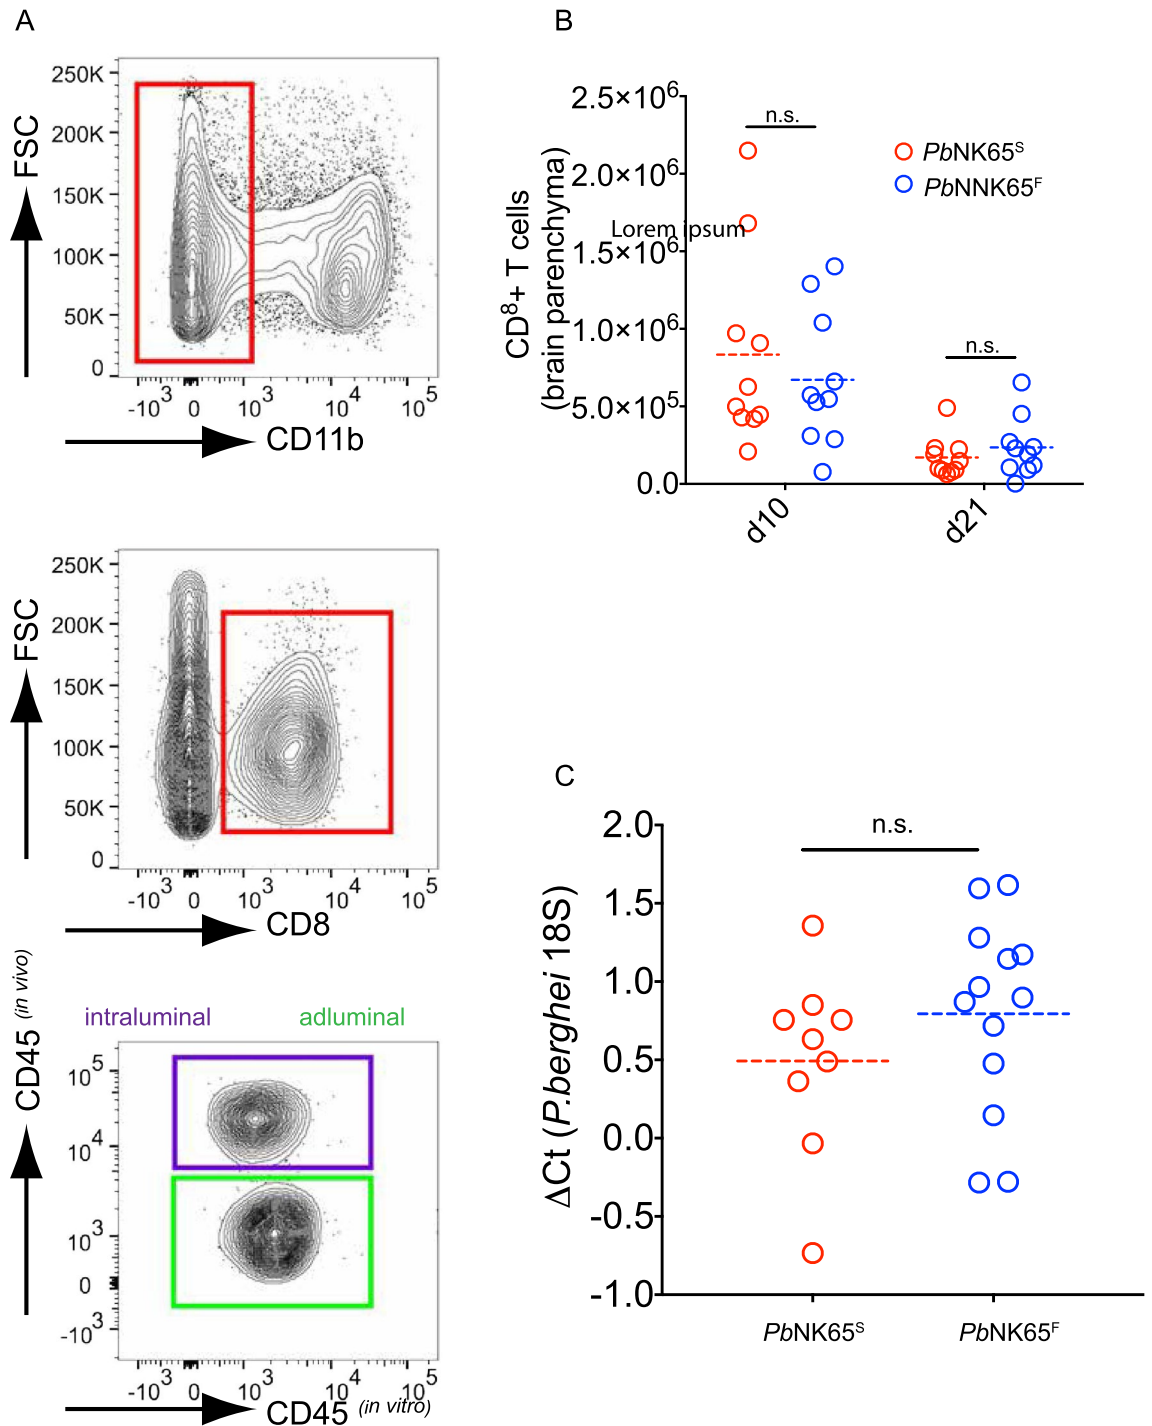 A
250K
200K
150K
100K
50K
0
FSC
-10³ 0 10³ 10⁴ 10⁵
CD11b
250K
200K
150K
100K
50K
0
FSC
-10³ 0 10³ 10⁴ 10⁵
CD8
CD45 (in vivo)
intraluminal adluminal
10⁵
10⁴
10³
0
-10³
-10³ 0 10³ 10⁴ 10⁵
CD45 (in vitro)
B
CD⁸+ T cells
(brain parenchyma)
2.5×10⁶
2.0×10⁶
1.5×10⁶
1.0×10⁶
5.0×10⁵
0.0
Lorem ipsum
n.s.
n.s.
PbNK65ˢ
PbNNK65ᶠ
d10 d21
C
ΔCt (P.berghei 18S)
2.0
1.5
1.0
0.5
0.0
-0.5
-1.0
n.s.
PbNK65ˢ PbNK65ᶠ